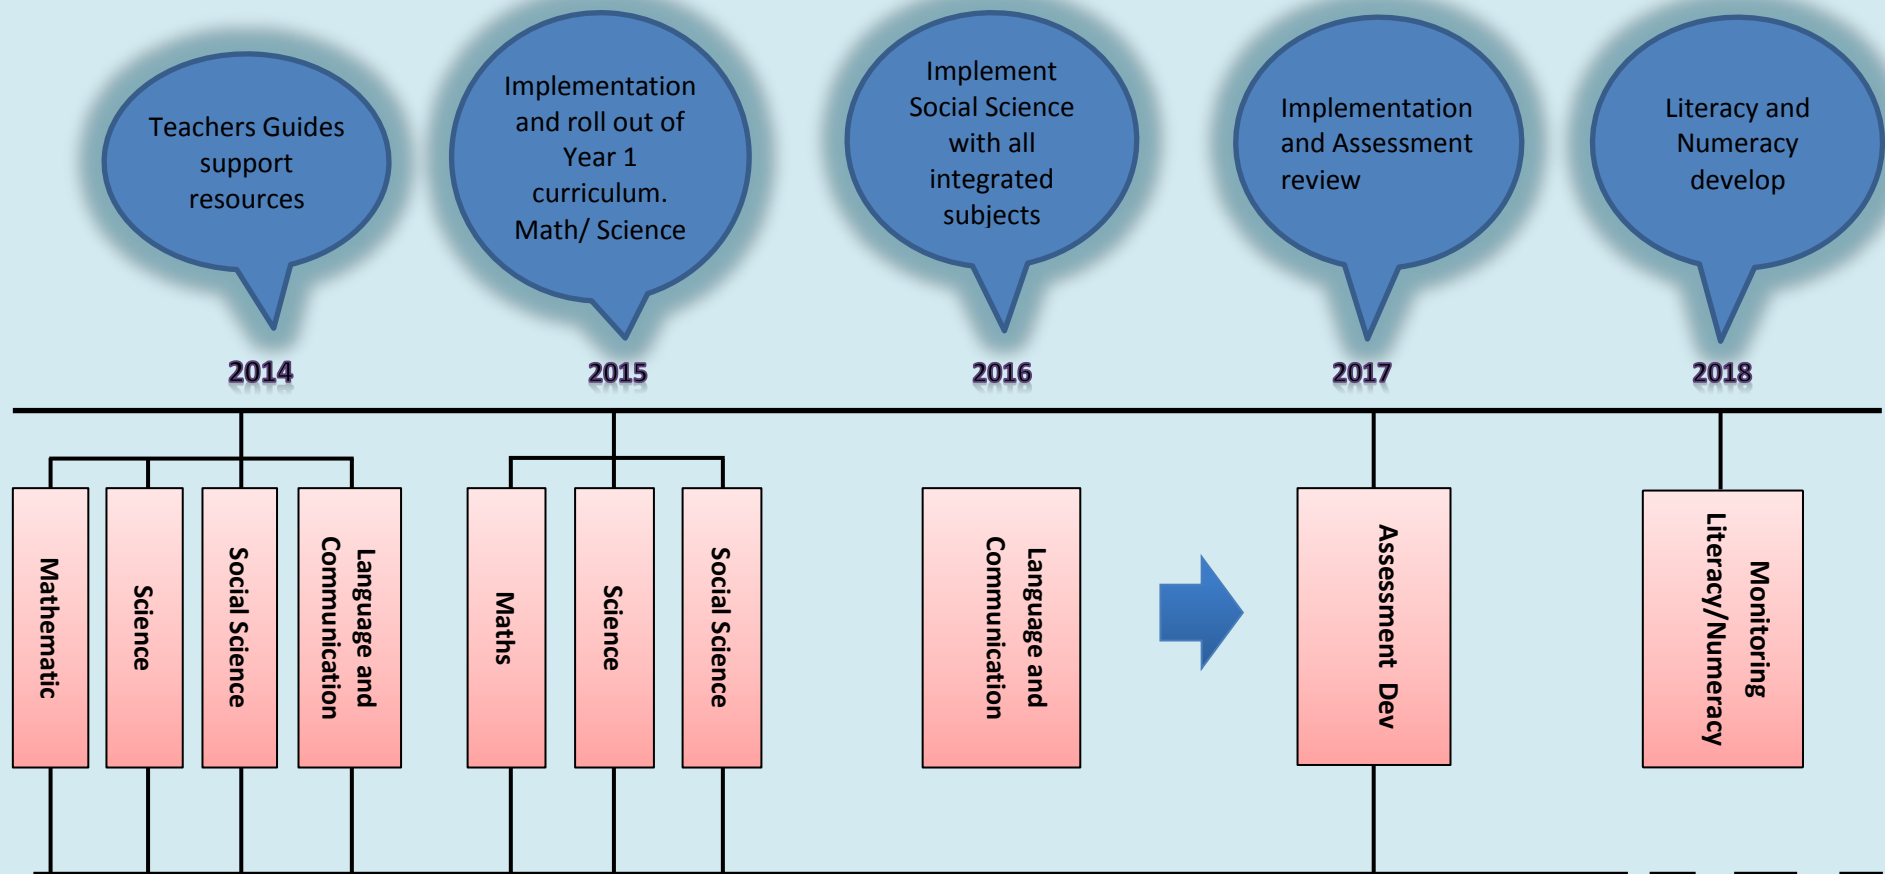 Teachers Guides
support
resources
Implementation
and roll out of
Year 1
curriculum.
Math/ Science
Implement
Social Science
with all
integrated
subjects
Implementation
and Assessment
review
Literacy and
Numeracy
develop
2014
2015
2016
2017
2018
Mathematic
Science
Social Science
Language and
Communication
Maths
Science
Social Science
Language and
Communication
Assessment Dev
Monitoring
Literacy/Numeracy